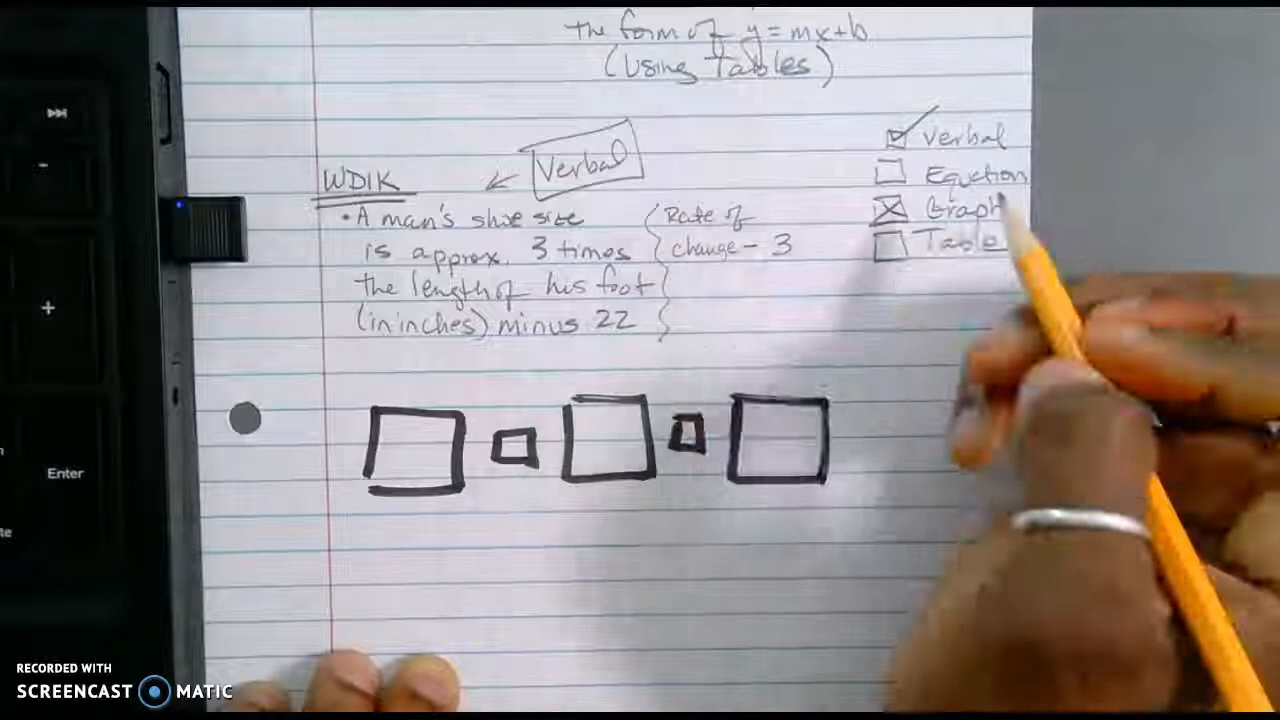 the form of y=mx+b
(Using Tables)
Verbal
WDIK
• A man's shoe size
is approx. 3 times
the length of his foot
(in inches) minus 22
Rate of
change - 3
Verbal
Equation
Graph
Table
+
Enter
RECORDED WITH
SCREENCAST MATIC